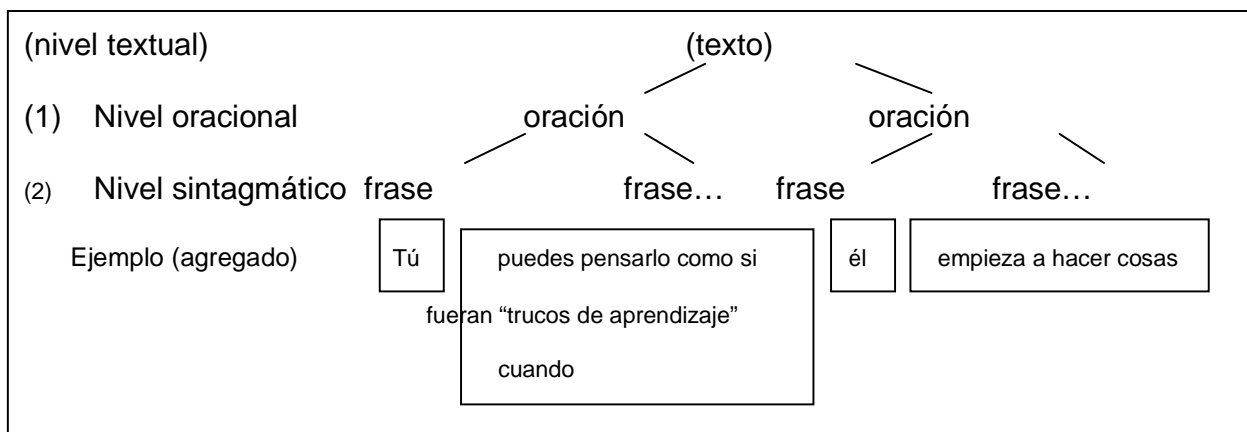 (nivel textual) (texto)
(1) Nivel oracional oración oración
(2) Nivel sintagmático frase frase… frase frase…
Ejemplo (agregado) Tú puedes pensarlo como si él empieza a hacer cosas
fueran “trucos de aprendizaje”
cuando